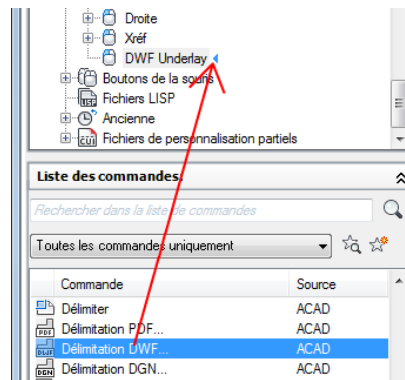 Droite
Xréf
DWF Underlay
Boutons de la souris
Fichiers LISP
Ancienne
Fichiers de personnalisation partiels
Liste des commandes:
Rechercher dans la liste de commandes
Toutes les commandes uniquement
Commande Source
Délimiter ACAD
Délimitation PDF... ACAD
Délimitation DWF... ACAD
Délimitation DGN... ACAD